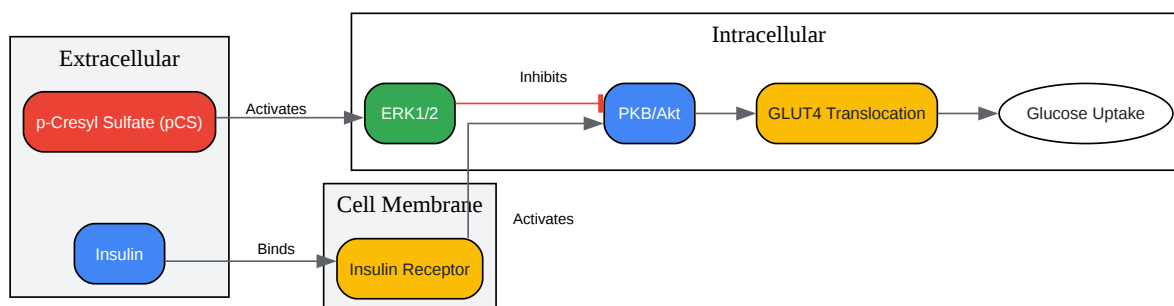 Extracellular
p-Cresyl Sulfate (pCS)
Insulin
Activates
Binds
Intracellular
ERK1/2
Inhibits
PKB/Akt
GLUT4 Translocation
Glucose Uptake
Cell Membrane
Insulin Receptor
Activates